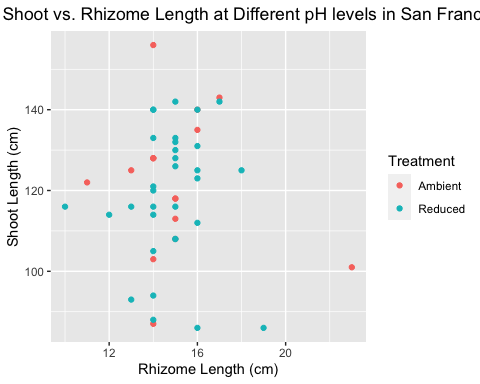 Shoot vs. Rhizome Length at Different pH levels in San Franc
140
120
100
Shoot Length (cm)
12 16 20
Rhizome Length (cm)
Treatment
Ambient
Reduced